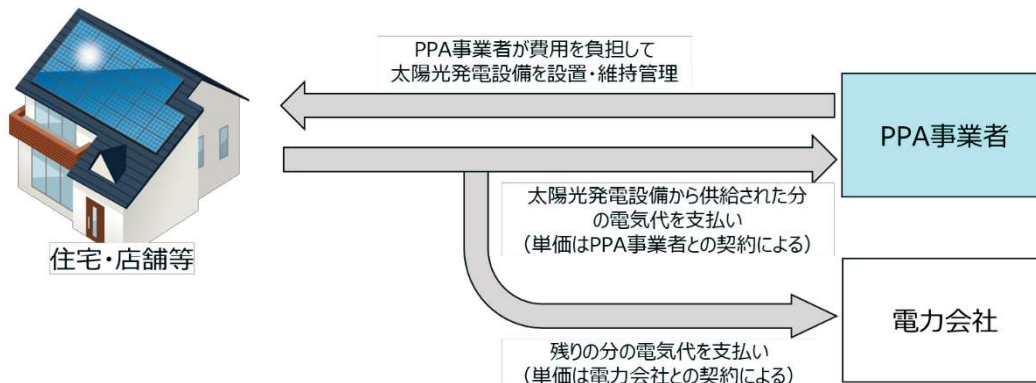 PPA事業者が費用を負担して
太陽光発電設備を設置・維持管理
PPA事業者
太陽光発電設備から供給された分
の電気代を支払い
（単価はPPA事業者との契約による）
住宅・店舗等
電力会社
残りの分の電気代を支払い
（単価は電力会社との契約による）